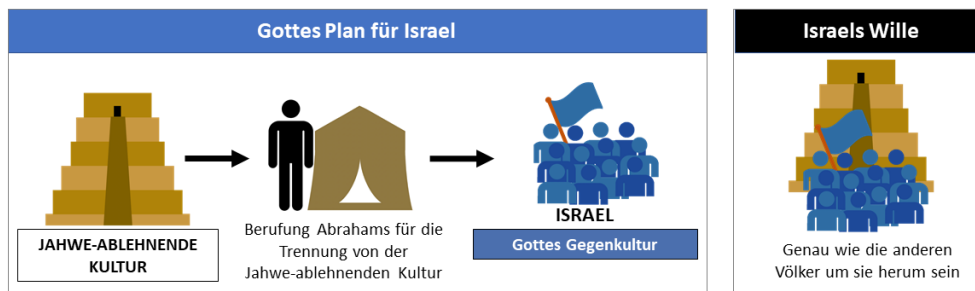 Gottes Plan für Israel
JAHWE-ABLEHNENDE
KULTUR
Berufung Abrahams für die
Trennung von der
Jahwe-ablehnenden Kultur
ISRAEL
Gottes Gegenkultur
Israels Wille
Genau wie die anderen
Völker um sie herum sein